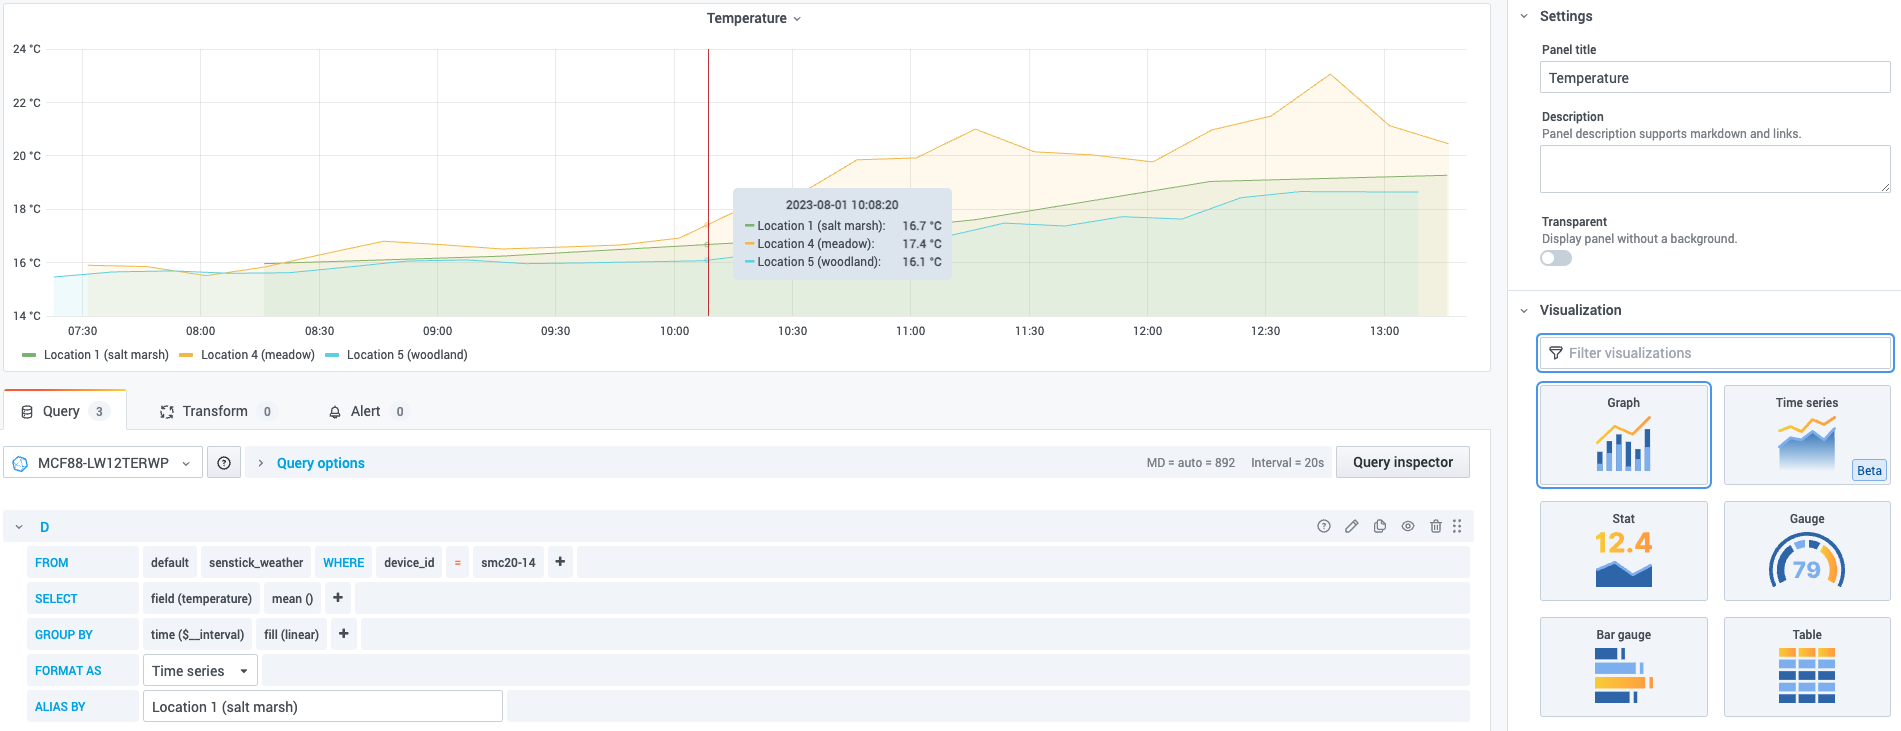 Temperature
24 °C
22 °C
20 °C
18 °C
16 °C
14 °C
07:30 08:00 08:30 09:00 09:30 10:00 10:30 11:00 11:30 12:00 12:30 13:00
2023-08-01 10:08:20
Location 1 (salt marsh): 16.7 °C
Location 4 (meadow): 17.4 °C
Location 5 (woodland): 16.1 °C
Location 1 (salt marsh) Location 4 (meadow) Location 5 (woodland)
Query 3 Transform 0 Alert 0
MCF88-LW12TERWP Query options MD = auto = 892 Interval = 20s Query inspector
D
FROM default senstick_weather WHERE device_id = smc20-14 +
SELECT field (temperature) mean () +
GROUP BY time ($__interval) fill (linear) +
FORMAT AS Time series
ALIAS BY Location 1 (salt marsh)
Settings
Panel title
Temperature
Description
Panel description supports markdown and links.
Transparent
Display panel without a background.
Visualization
Filter visualizations
Graph Time series
Beta
Stat Gauge
12.4 79
Bar gauge Table